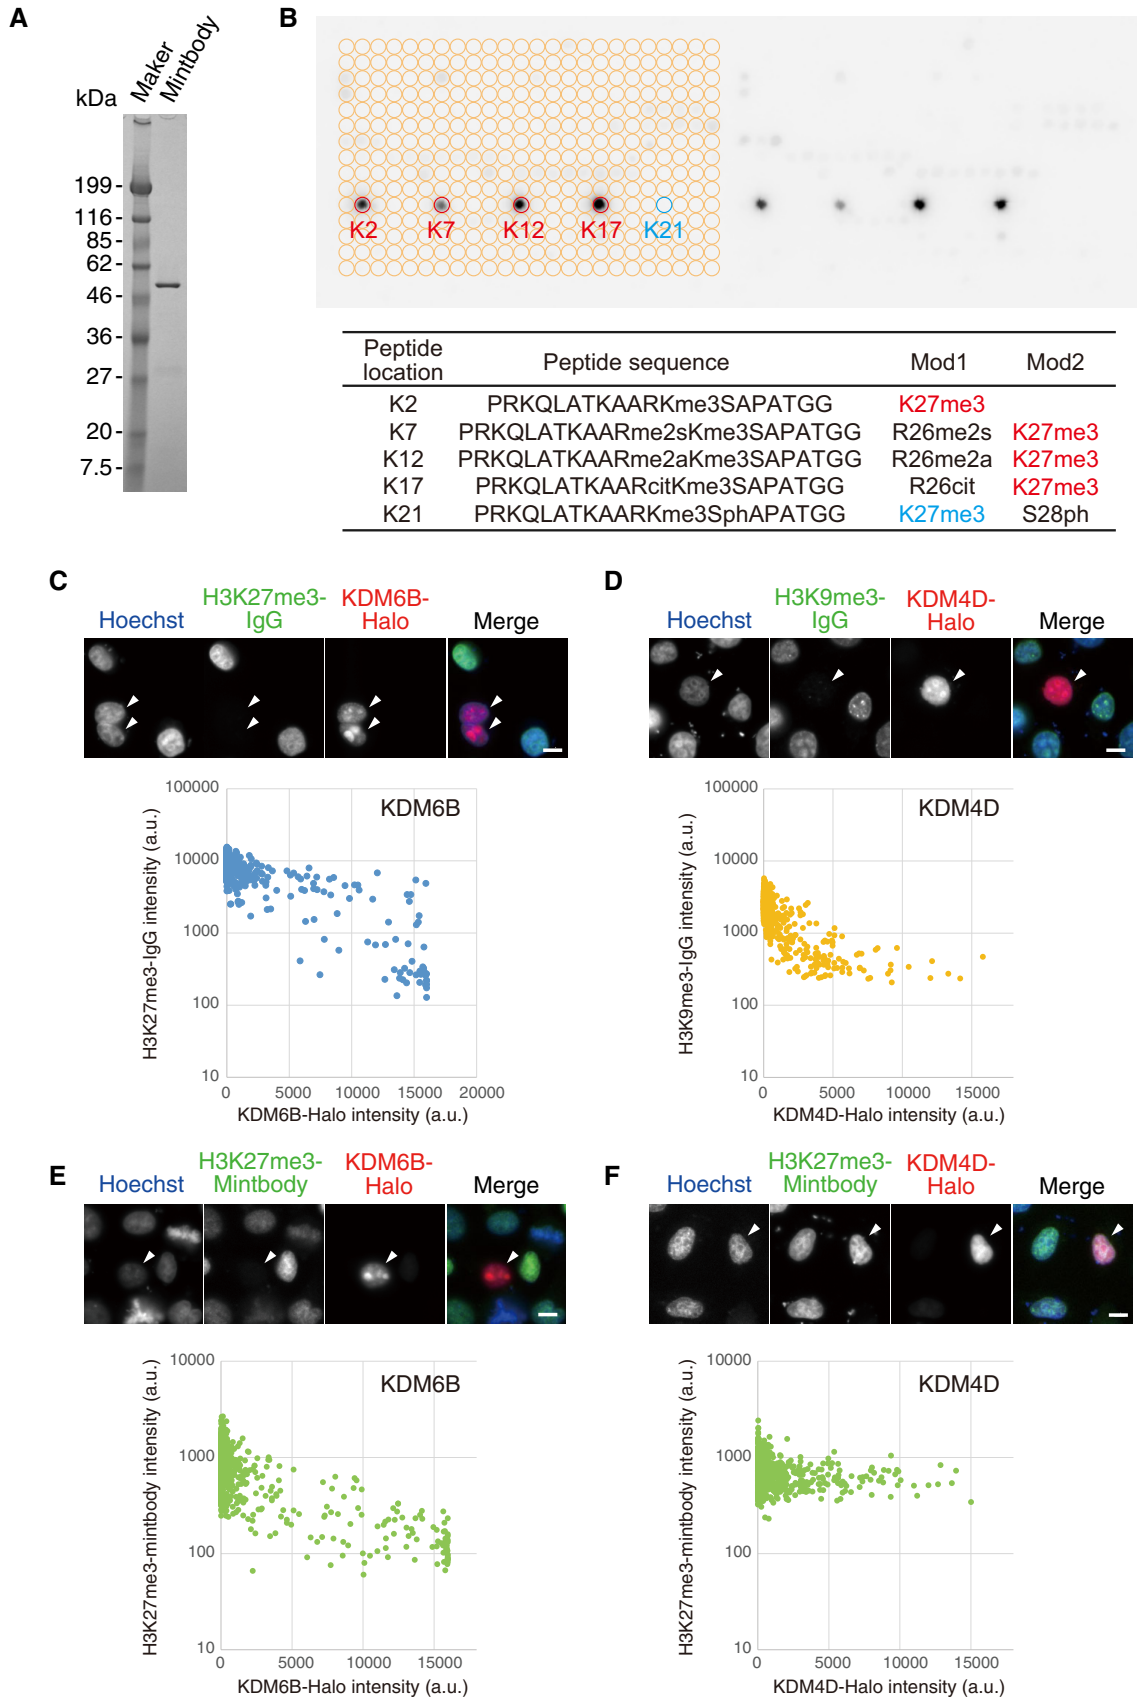 A
Maker
Mintbody
kDa
199
116
85
62
46
36
27
20
7.5
B
K2
K7
K12
K17
K21
Peptide location
Peptide sequence
Mod1
Mod2
K2 PRKQLATKAARKme3SAPATGG K27me3
K7 PRKQLATKAARme2sKme3SAPATGG R26me2s K27me3
K12 PRKQLATKAARme2aKme3SAPATGG R26me2a K27me3
K17 PRKQLATKAARcitKme3SAPATGG R26cit K27me3
K21 PRKQLATKAARKme3SphAPATGG K27me3 S28ph
C
Hoechst
H3K27me3-
IgG
KDM6B-
Halo
Merge
KDM6B
H3K27me3-IgG intensity (a.u.)
100000
10000
1000
100
10
0 5000 10000 15000 20000
KDM6B-Halo intensity (a.u.)
D
Hoechst
H3K9me3-
IgG
KDM4D-
Halo
Merge
KDM4D
H3K9me3-IgG intensity (a.u.)
100000
10000
1000
100
10
0 5000 10000 15000
KDM4D-Halo intensity (a.u.)
E
Hoechst
H3K27me3-
Mintbody
KDM6B-
Halo
Merge
KDM6B
H3K27me3-mintbody intensity (a.u.)
10000
1000
100
10
0 5000 10000 15000
KDM6B-Halo intensity (a.u.)
F
Hoechst
H3K27me3-
Mintbody
KDM4D-
Halo
Merge
KDM4D
H3K27me3-mintbody intensity (a.u.)
10000
1000
100
10
0 5000 10000 15000
KDM4D-Halo intensity (a.u.)